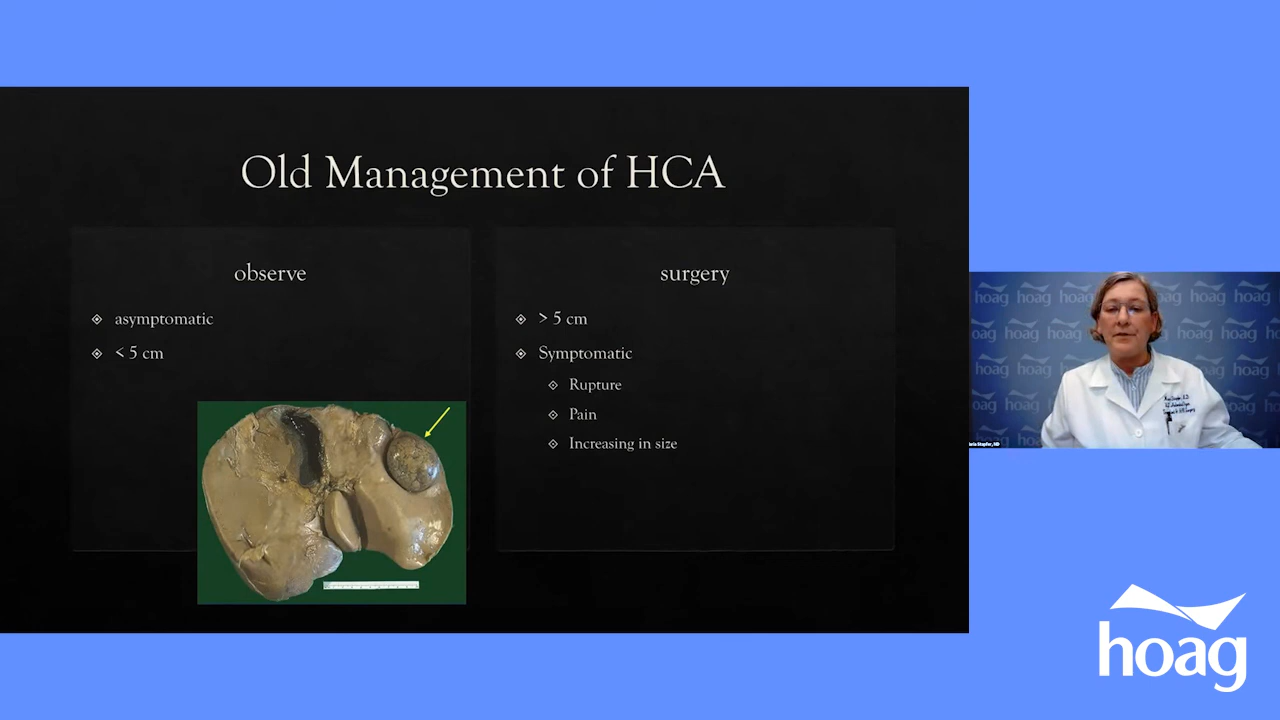 Old Management of HCA
observe
asymptomatic
< 5 cm
surgery
> 5 cm
Symptomatic
Rupture
Pain
Increasing in size
hoag